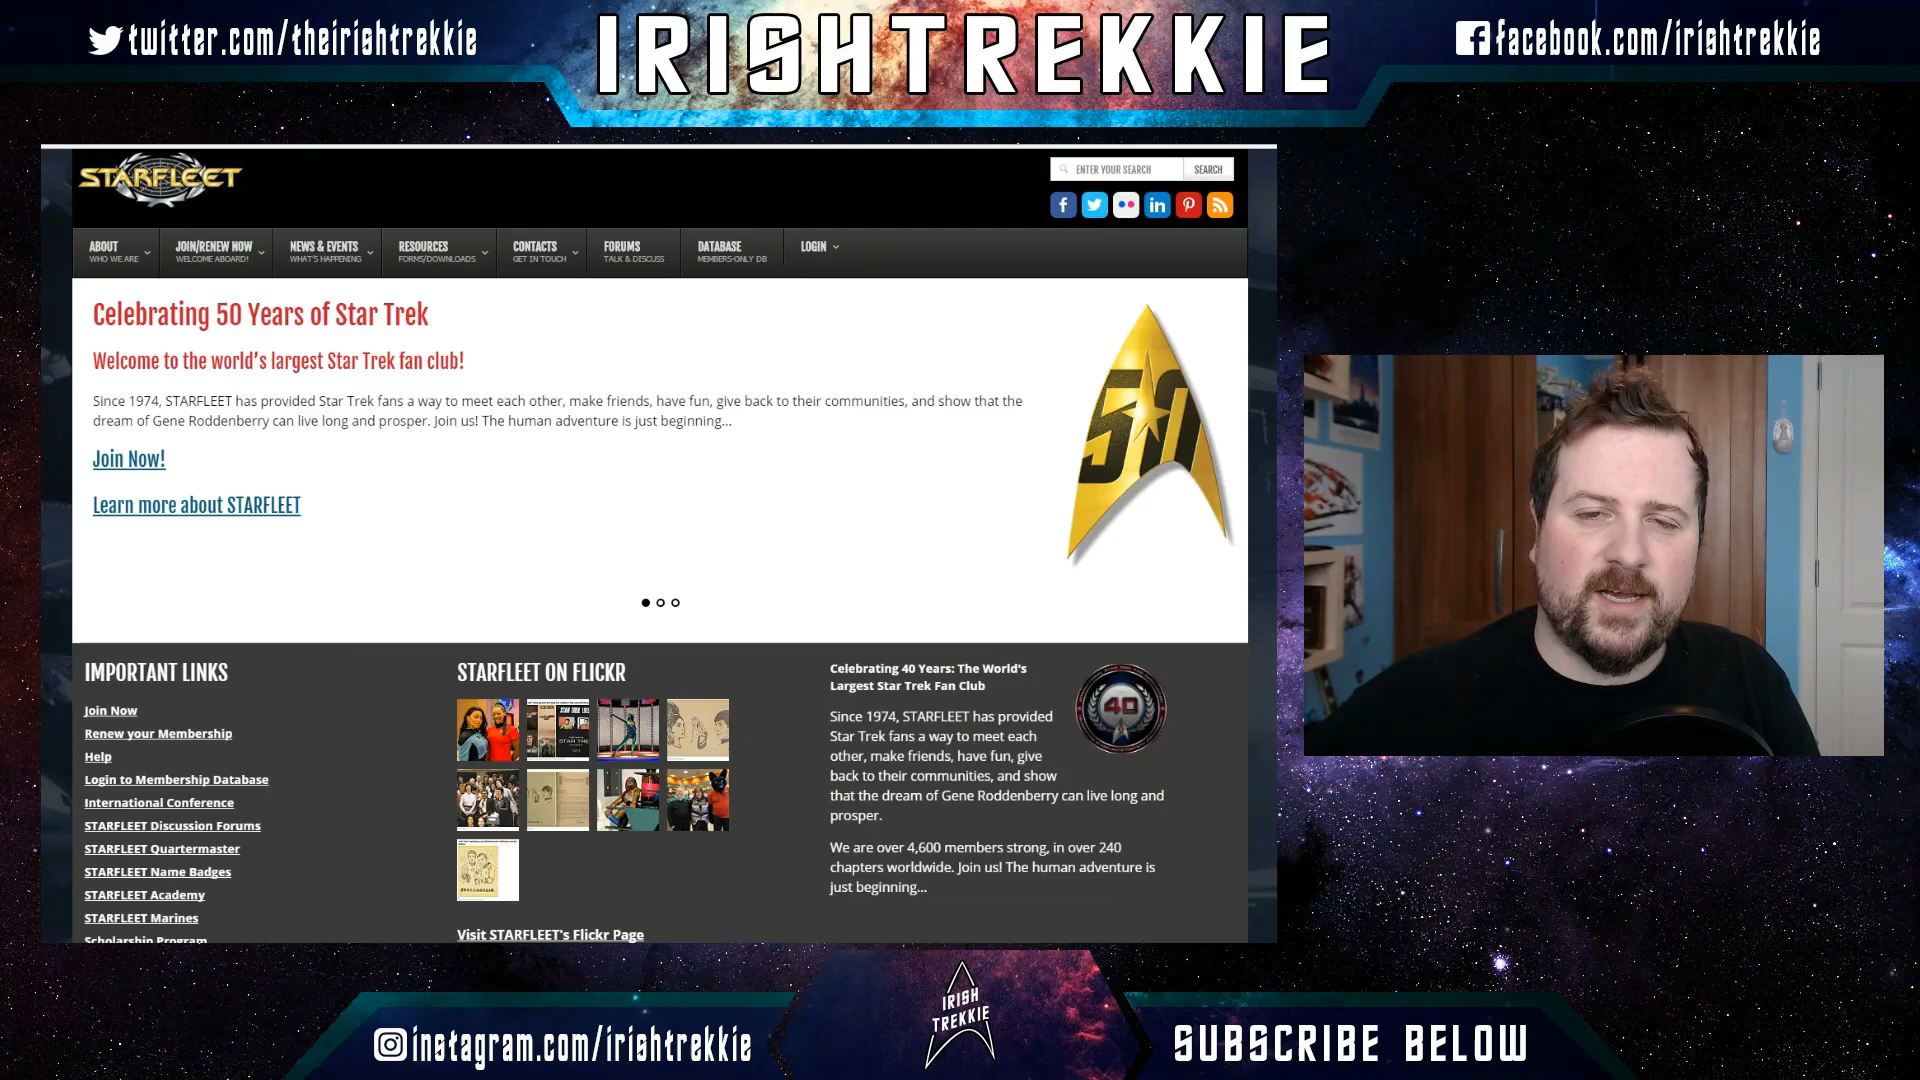 twitter.com/theirishtrekkie
IRISHTREKKIE
facebook.com/irishtrekkie
STARFLEET
ENTER YOUR SEARCH
SEARCH
ABOUT
WHO WE ARE
JOIN/RENEW NOW
WELCOME ABOARD!
NEWS & EVENTS
WHAT'S HAPPENING
RESOURCES
FORMS/DOWNLOADS
CONTACTS
GET IN TOUCH
FORUMS
TALK & DISCUSS
DATABASE
MEMBERS-ONLY DB
LOGIN
Celebrating 50 Years of Star Trek
Welcome to the world's largest Star Trek fan club!
Since 1974, STARFLEET has provided Star Trek fans a way to meet each other, make friends, have fun, give back to their communities, and show that the
dream of Gene Roddenberry can live long and prosper. Join us! The human adventure is just beginning...
Join Now!
Learn more about STARFLEET
50
IMPORTANT LINKS
Join Now
Renew your Membership
Help
Login to Membership Database
International Conference
STARFLEET Discussion Forums
STARFLEET Quartermaster
STARFLEET Name Badges
STARFLEET Academy
STARFLEET Marines
Scholarship Program
STARFLEET ON FLICKR
Visit STARFLEET's Flickr Page
Celebrating 40 Years: The World's
Largest Star Trek Fan Club
40
Since 1974, STARFLEET has provided
Star Trek fans a way to meet each
other, make friends, have fun, give
back to their communities, and show
that the dream of Gene Roddenberry can live long and
prosper.
We are over 4,600 members strong, in over 240
chapters worldwide. Join us! The human adventure is
just beginning...
instagram.com/irishtrekkie
IRISH
TREKKIE
SUBSCRIBE BELOW